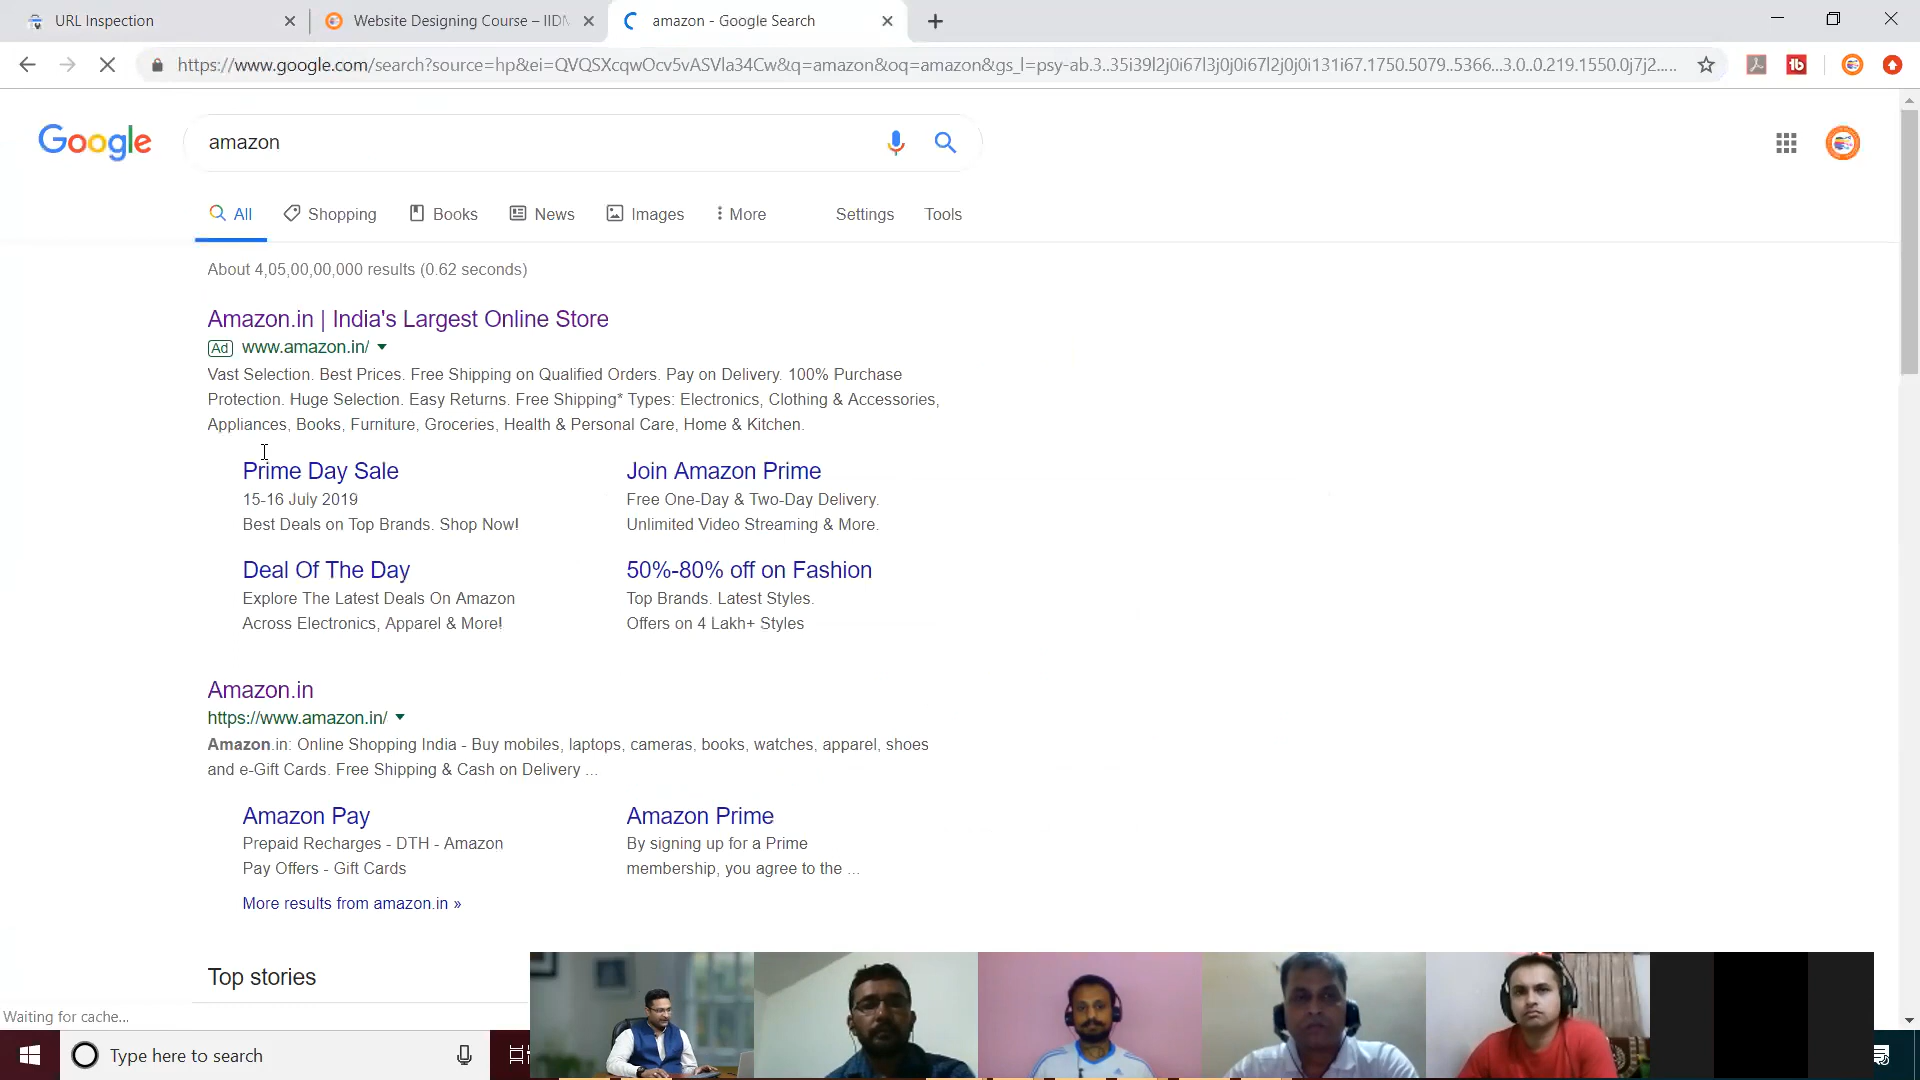 URL Inspection
Website Designing Course – IIDM
amazon - Google Search
https://www.google.com/search?source=hp&ei=QVQSXcqwOcv5vASVla34Cw&q=amazon&oq=amazon&gs_l=psy-ab.3..35i39l2j0i67l3j0j0i67l2j0j0i131i67.1750.5079..5366...3.0..0.219.1550.0j7j2.....
Google
amazon
All
Shopping
Books
News
Images
More
Settings
Tools
About 4,05,00,00,000 results (0.62 seconds)
Amazon.in | India's Largest Online Store
Ad www.amazon.in/
Vast Selection. Best Prices. Free Shipping on Qualified Orders. Pay on Delivery. 100% Purchase
Protection. Huge Selection. Easy Returns. Free Shipping* Types: Electronics, Clothing & Accessories,
Appliances, Books, Furniture, Groceries, Health & Personal Care, Home & Kitchen.
Prime Day Sale
15-16 July 2019
Best Deals on Top Brands. Shop Now!
Join Amazon Prime
Free One-Day & Two-Day Delivery.
Unlimited Video Streaming & More.
Deal Of The Day
Explore The Latest Deals On Amazon
Across Electronics, Apparel & More!
50%-80% off on Fashion
Top Brands. Latest Styles.
Offers on 4 Lakh+ Styles
Amazon.in
https://www.amazon.in/
Amazon.in: Online Shopping India - Buy mobiles, laptops, cameras, books, watches, apparel, shoes
and e-Gift Cards. Free Shipping & Cash on Delivery ...
Amazon Pay
Prepaid Recharges - DTH - Amazon
Pay Offers - Gift Cards
Amazon Prime
By signing up for a Prime
membership, you agree to the ...
More results from amazon.in »
Top stories
Waiting for cache...
Type here to search